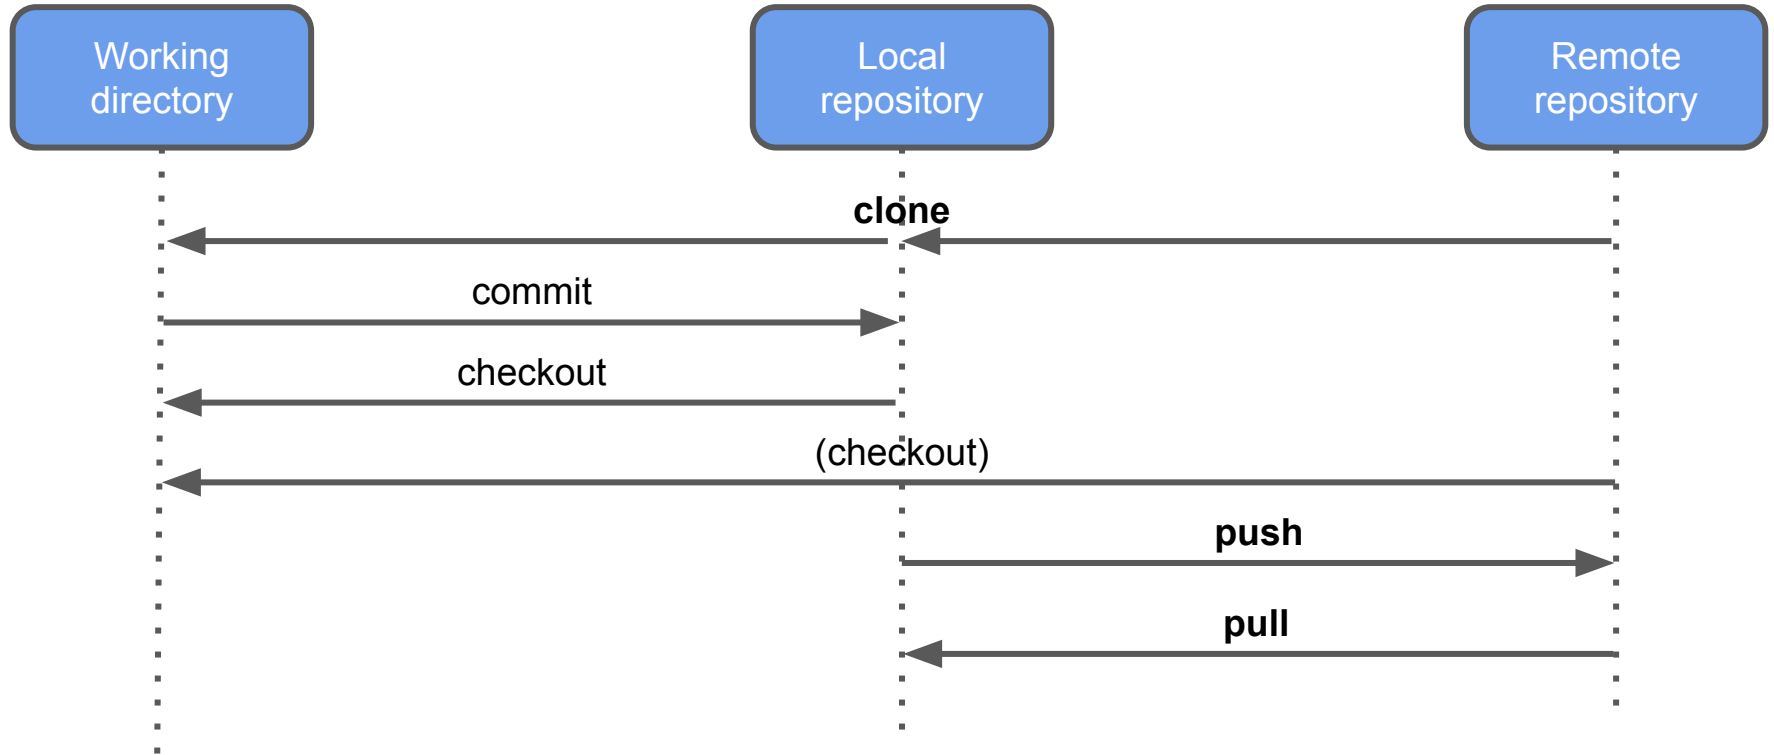 Working
directory
Local
repository
Remote
repository
clone
commit
checkout
(checkout)
push
pull